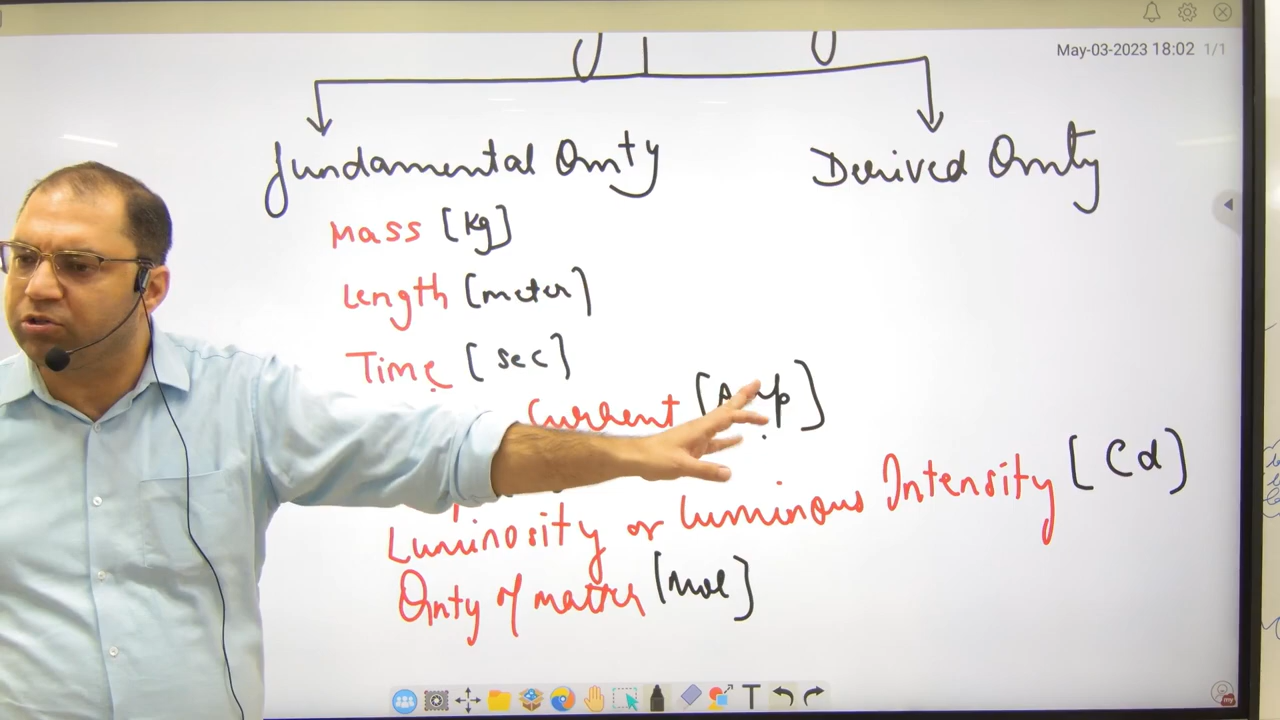 May-03-2023 18:02 1/1
Fundamental Qnty Derived Qnty
Mass [Kg]
Length [meter]
Time [Sec]
Current [Amp]
Luminosity or Luminous Intensity [Cd]
Qnty of matter [mol]
T